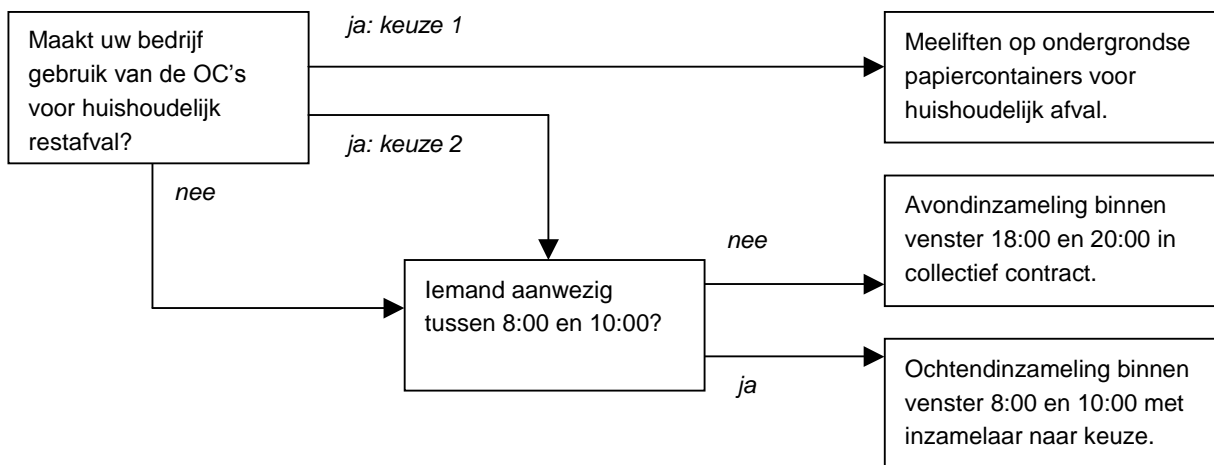 Maakt uw bedrijf
gebruik van de OC's
voor huishoudelijk
restafval?
ja: keuze 1
ja: keuze 2
nee
Meeliften op ondergrondse
papiercontainers voor
huishoudelijk afval.
Iemand aanwezig
tussen 8:00 en 10:00?
nee
ja
Avondinzameling binnen
venster 18:00 en 20:00 in
collectief contract.
Ochtendinzameling binnen
venster 8:00 en 10:00 met
inzamelaar naar keuze.